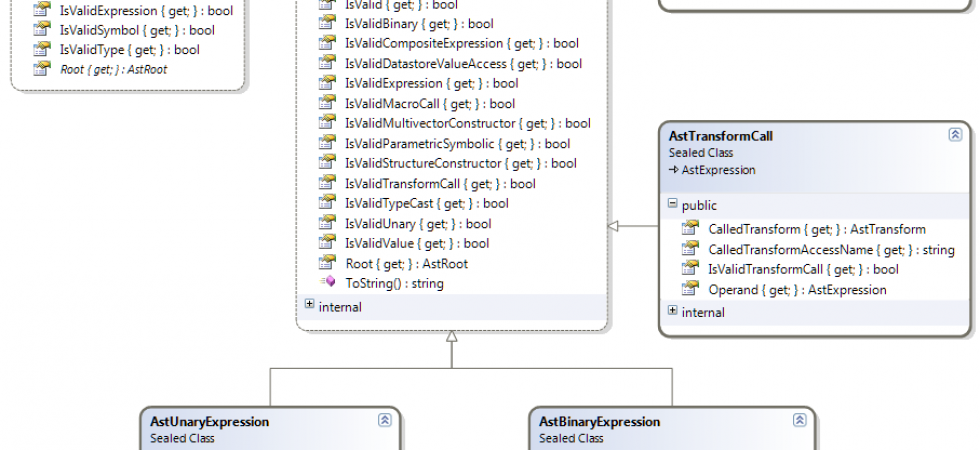 IsValidExpression { get; } : bool
IsValidSymbol { get; } : bool
IsValidType { get; } : bool
Root { get; } : AstRoot
IsValid { get; } : bool
IsValidBinary { get; } : bool
IsValidCompositeExpression { get; } : bool
IsValidDatastoreValueAccess { get; } : bool
IsValidExpression { get; } : bool
IsValidMacroCall { get; } : bool
IsValidMultivectorConstructor { get; } : bool
IsValidParametricSymbolic { get; } : bool
IsValidStructureConstructor { get; } : bool
IsValidTransformCall { get; } : bool
IsValidTypeCast { get; } : bool
IsValidUnary { get; } : bool
IsValidValue { get; } : bool
Root { get; } : AstRoot
ToString() : string
internal
AstTransformCall
Sealed Class
AstExpression
public
CalledTransform { get; } : AstTransform
CalledTransformAccessName { get; } : string
IsValidTransformCall { get; } : bool
Operand { get; } : AstExpression
internal
AstUnaryExpression
Sealed Class
AstBinaryExpression
Sealed Class